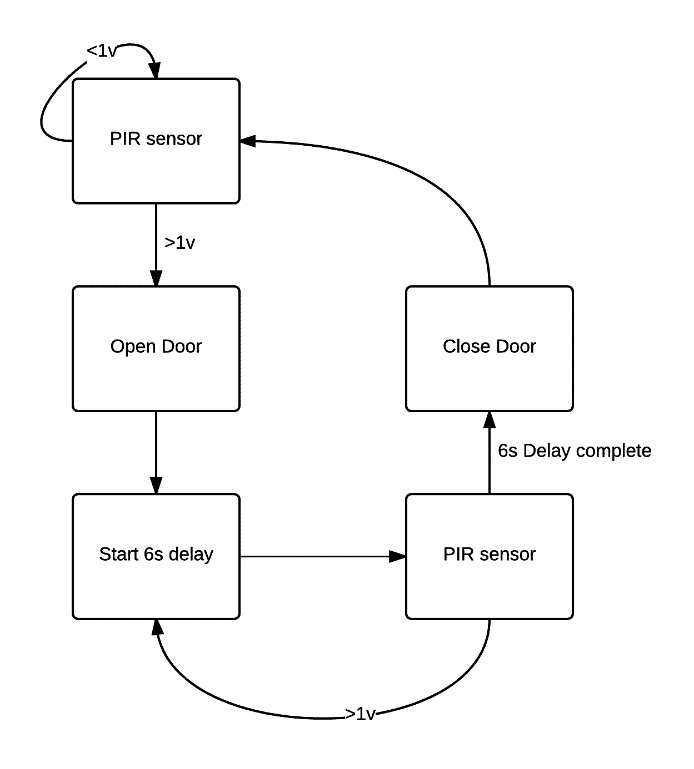 <1v
PIR sensor
>1v
Open Door
Close Door
6s Delay complete
Start 6s delay
PIR sensor
>1v